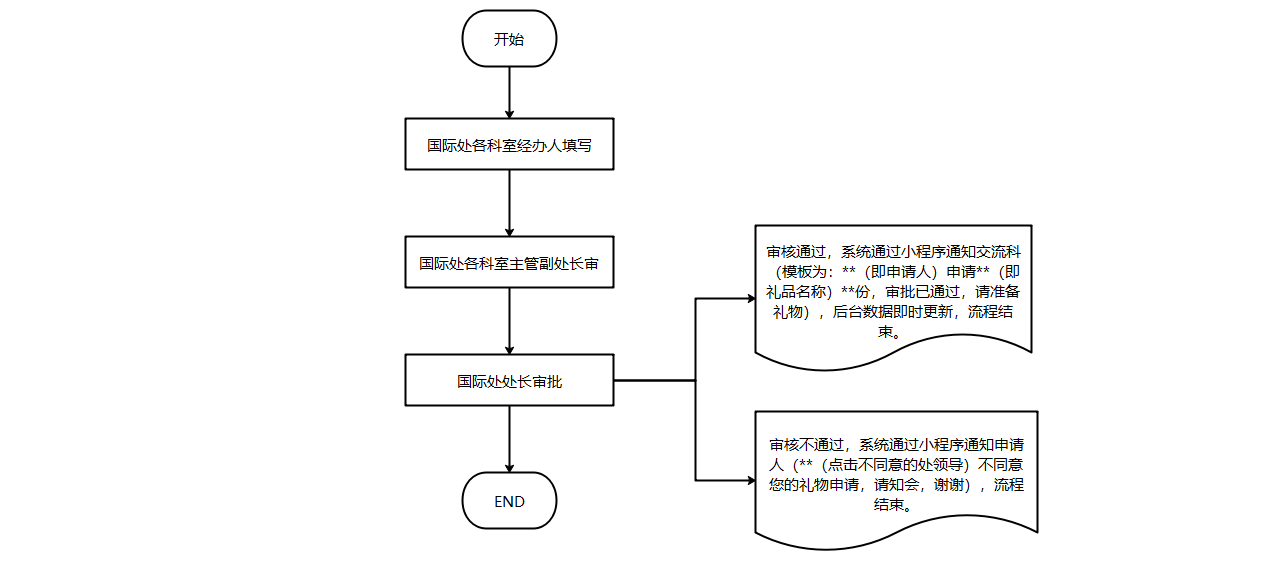 开始
国际处各科室经办人填写
国际处各科室主管副处长审
国际处处长审批
END
审核通过，系统通过小程序通知交流科
（模板为：**（即申请人）申请**（即
礼品名称）**份，审批已通过，请准备
礼物），后台数据即时更新，流程结
束。
审核不通过，系统通过小程序通知申请
人（**（点击不同意的处领导）不同意
您的礼物申请，请知会，谢谢），流程
结束。